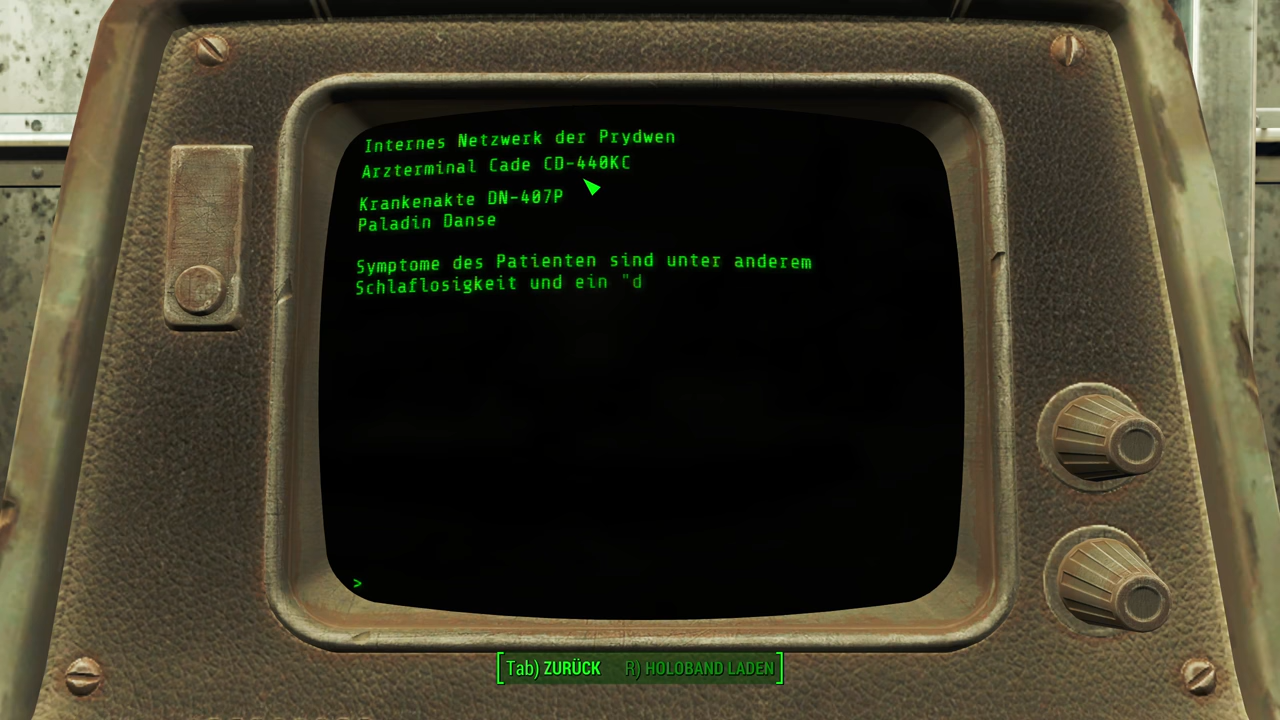 Internes Netzwerk der Prydwen
Arzterminal Cade CD-440KC
Krankenakte DN-407P
Paladin Danse
Symptome des Patienten sind unter anderem
Schlaflosigkeit und ein "d
>
Tab) ZURÜCK R) HOLOBAND LADEN